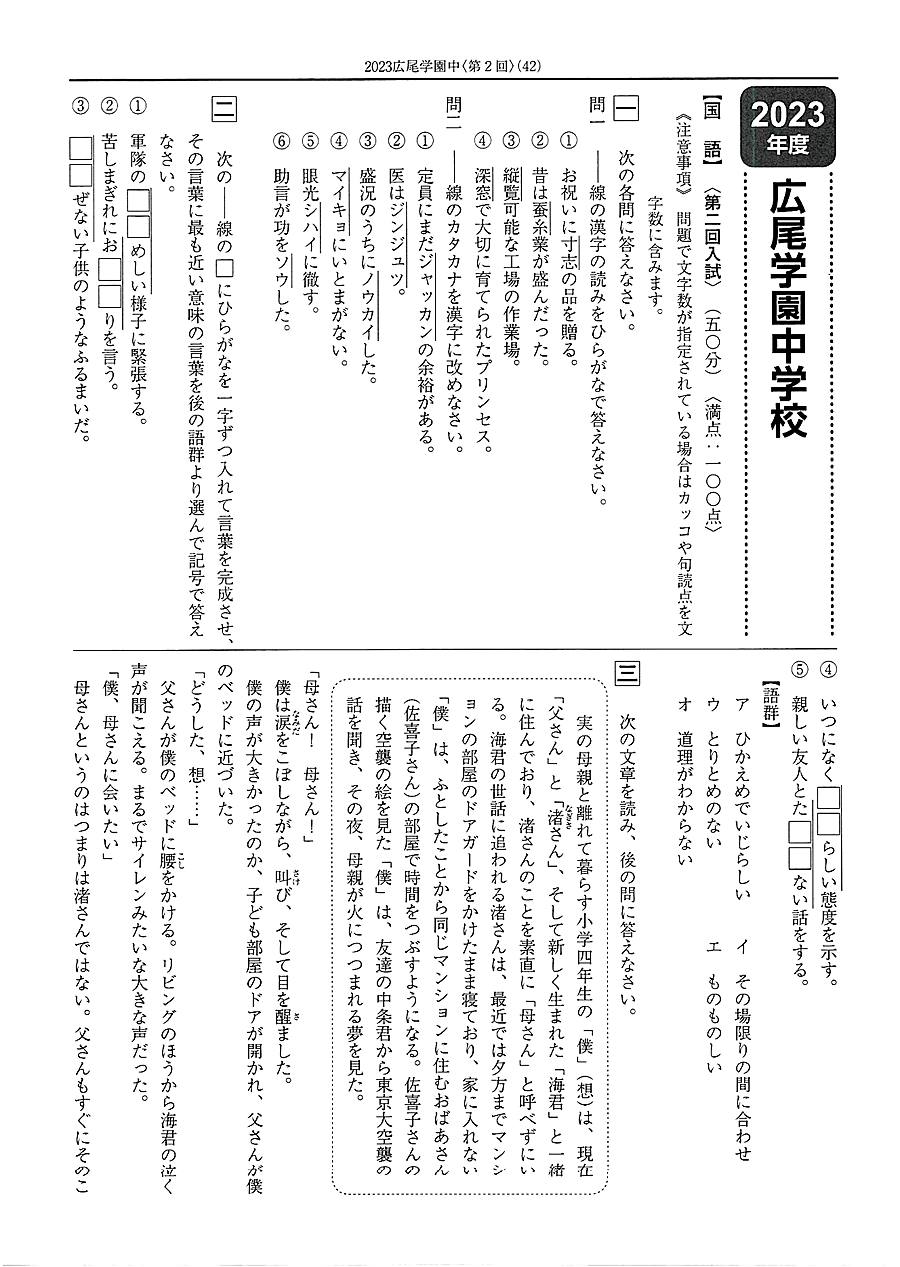 2023広尾学園中〈第2回〉(42)
2023年度
広尾学園中学校
【国　語】〈第二回入試〉（五〇分）〈満点：一〇〇点〉
《注意事項》　問題で文字数が指定されている場合はカッコや句読点を文
字数に含みます。
一　次の各問に答えなさい。
問一　――線の漢字の読みをひらがなで答えなさい。
①　お祝いに寸志の品を贈る。
②　昔は蚕糸業が盛んだった。
③　縦覧可能な工場の作業場。
④　深窓で大切に育てられたプリンセス。
問二　――線のカタカナを漢字に改めなさい。
①　定員にまだジャッカンの余裕がある。
②　医はジンジュツ。
③　盛況のうちにノウカイした。
④　マイキョにいとまがない。
⑤　眼光シハイに徹す。
⑥　助言が功をソウした。
二　次の――線の□にひらがなを一字ずつ入れて言葉を完成させ、
その言葉に最も近い意味の言葉を後の語群より選んで記号で答え
なさい。
①　軍隊の□□めしい様子に緊張する。
②　苦しまぎれにお□□りを言う。
③　□□ぜない子供のようなふるまいだ。
④　いつになく□□らしい態度を示す。
⑤　親しい友人とた□□ない話をする。
【語群】
ア　ひかえめでいじらしい　イ　その場限りの間に合わせ
ウ　とりとめのない　エ　ものものしい
オ　道理がわからない
三　次の文章を読み、後の問に答えなさい。
実の母親と離れて暮らす小学四年生の「僕」（想）は、現在
「父さん」と「渚さん」、そして新しく生まれた「海君」と一緒
に住んでおり、渚さんのことを素直に「母さん」と呼べずにい
る。海君の世話に追われる渚さんは、最近では夕方までマンシ
ョンの部屋のドアガードをかけたまま寝ており、家に入れない
「僕」は、ふとしたことから同じマンションに住むおばあさん
（佐喜子さん）の部屋で時間をつぶすようになる。佐喜子さんの
描く空襲の絵を見た「僕」は、友達の中条君から東京大空襲の
話を聞き、その夜、母親が火につつまれる夢を見た。
「母さん！　母さん！」
僕は涙をこぼしながら、叫び、そして目を醒ました。
僕の声が大きかったのか、子ども部屋のドアが開かれ、父さんが僕
のベッドに近づいた。
「どうした、想……」
父さんが僕のベッドに腰をかける。リビングのほうから海君の泣く
声が聞こえる。まるでサイレンみたいな大きな声だった。
「僕、母さんに会いたい」
母さんというのはつまりは渚さんではない。父さんもすぐにそのこ